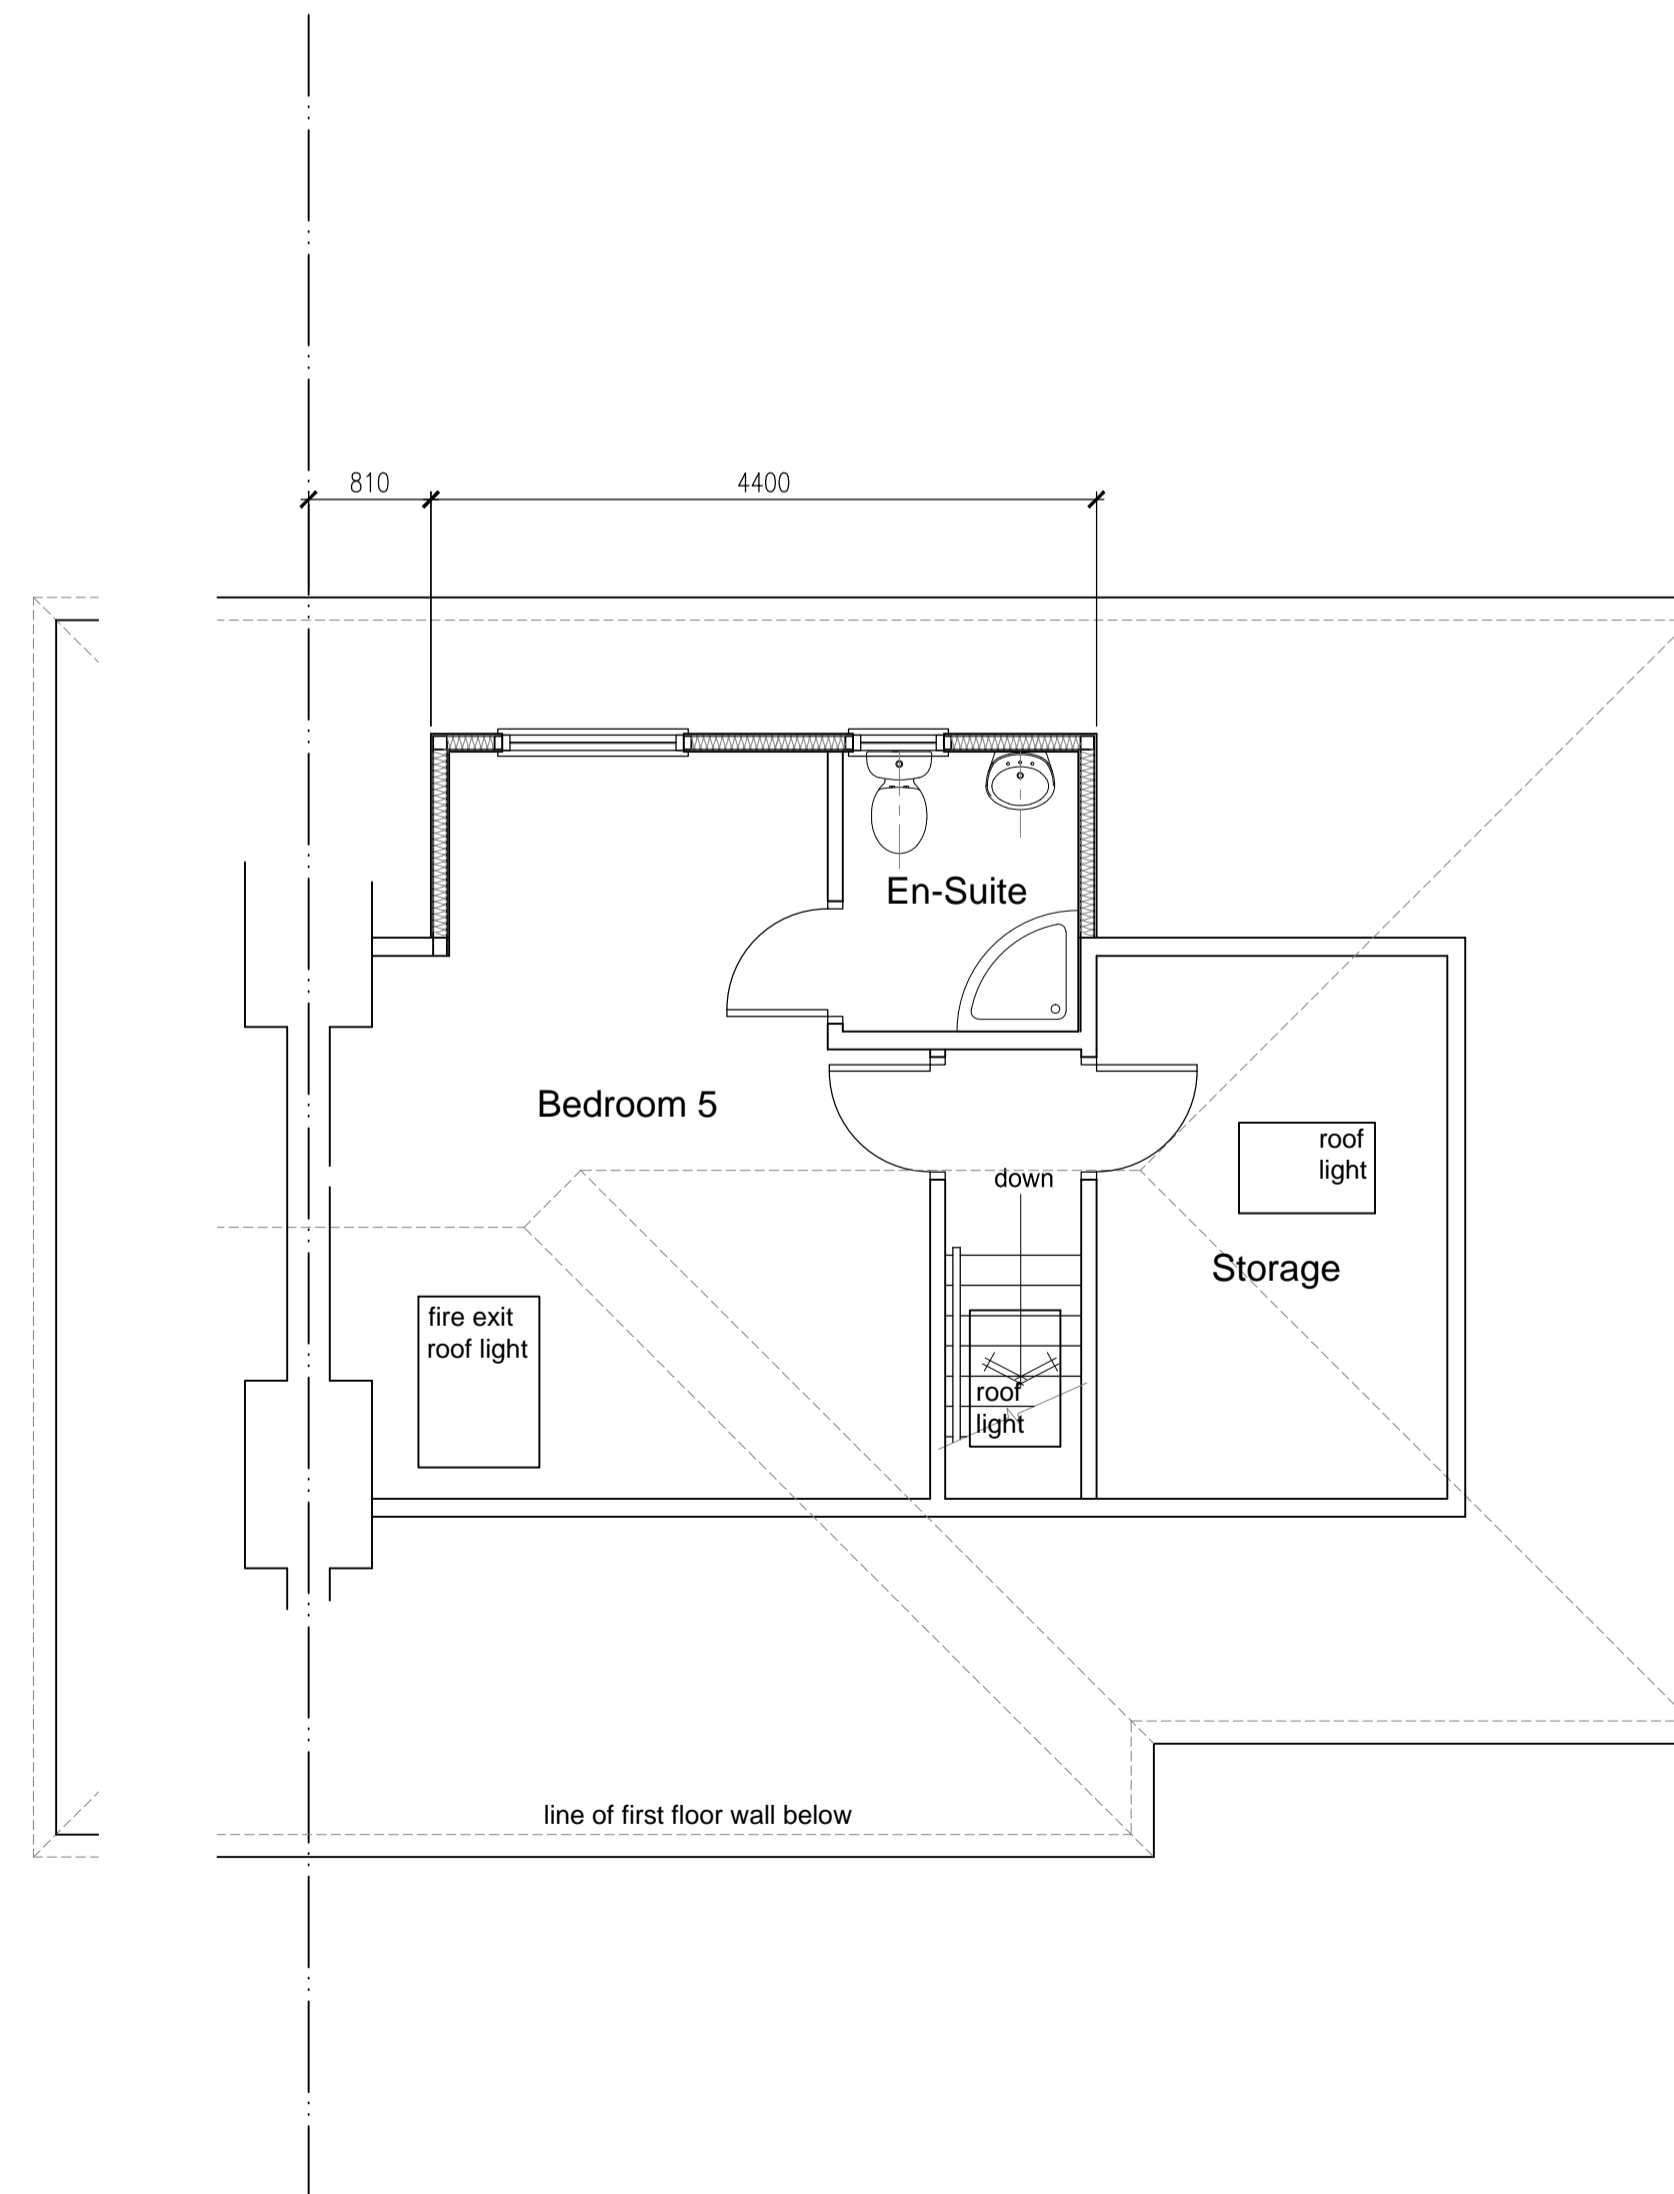 810
4400
En-Suite
Bedroom 5
down
roof
light
Storage
fire exit
roof light
roof
light
line of first floor wall below